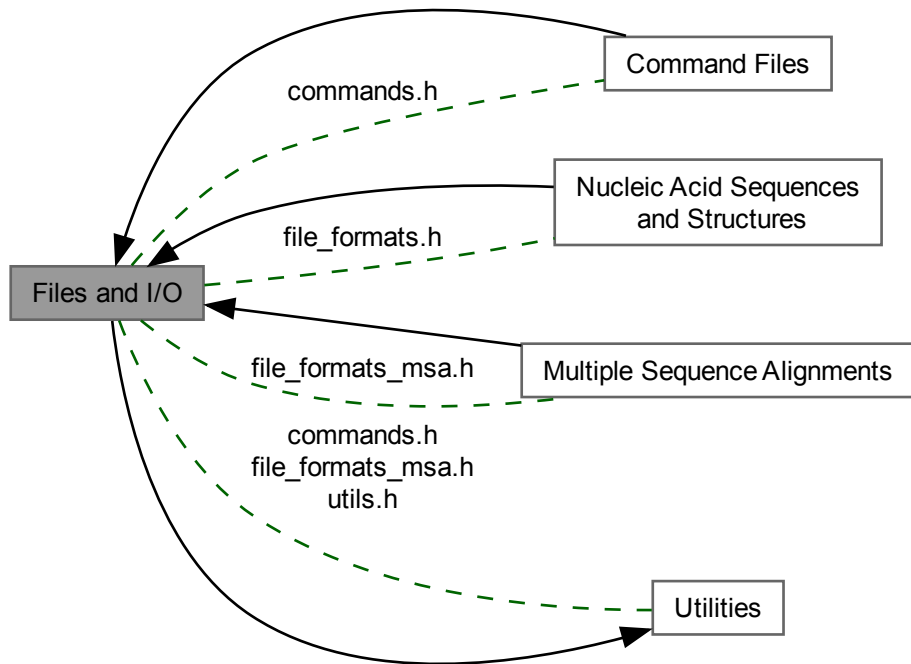 Command Files
commands.h
Nucleic Acid Sequences
and Structures
file_formats.h
Files and I/O
file_formats_msa.h
Multiple Sequence Alignments
commands.h
file_formats_msa.h
utils.h
Utilities